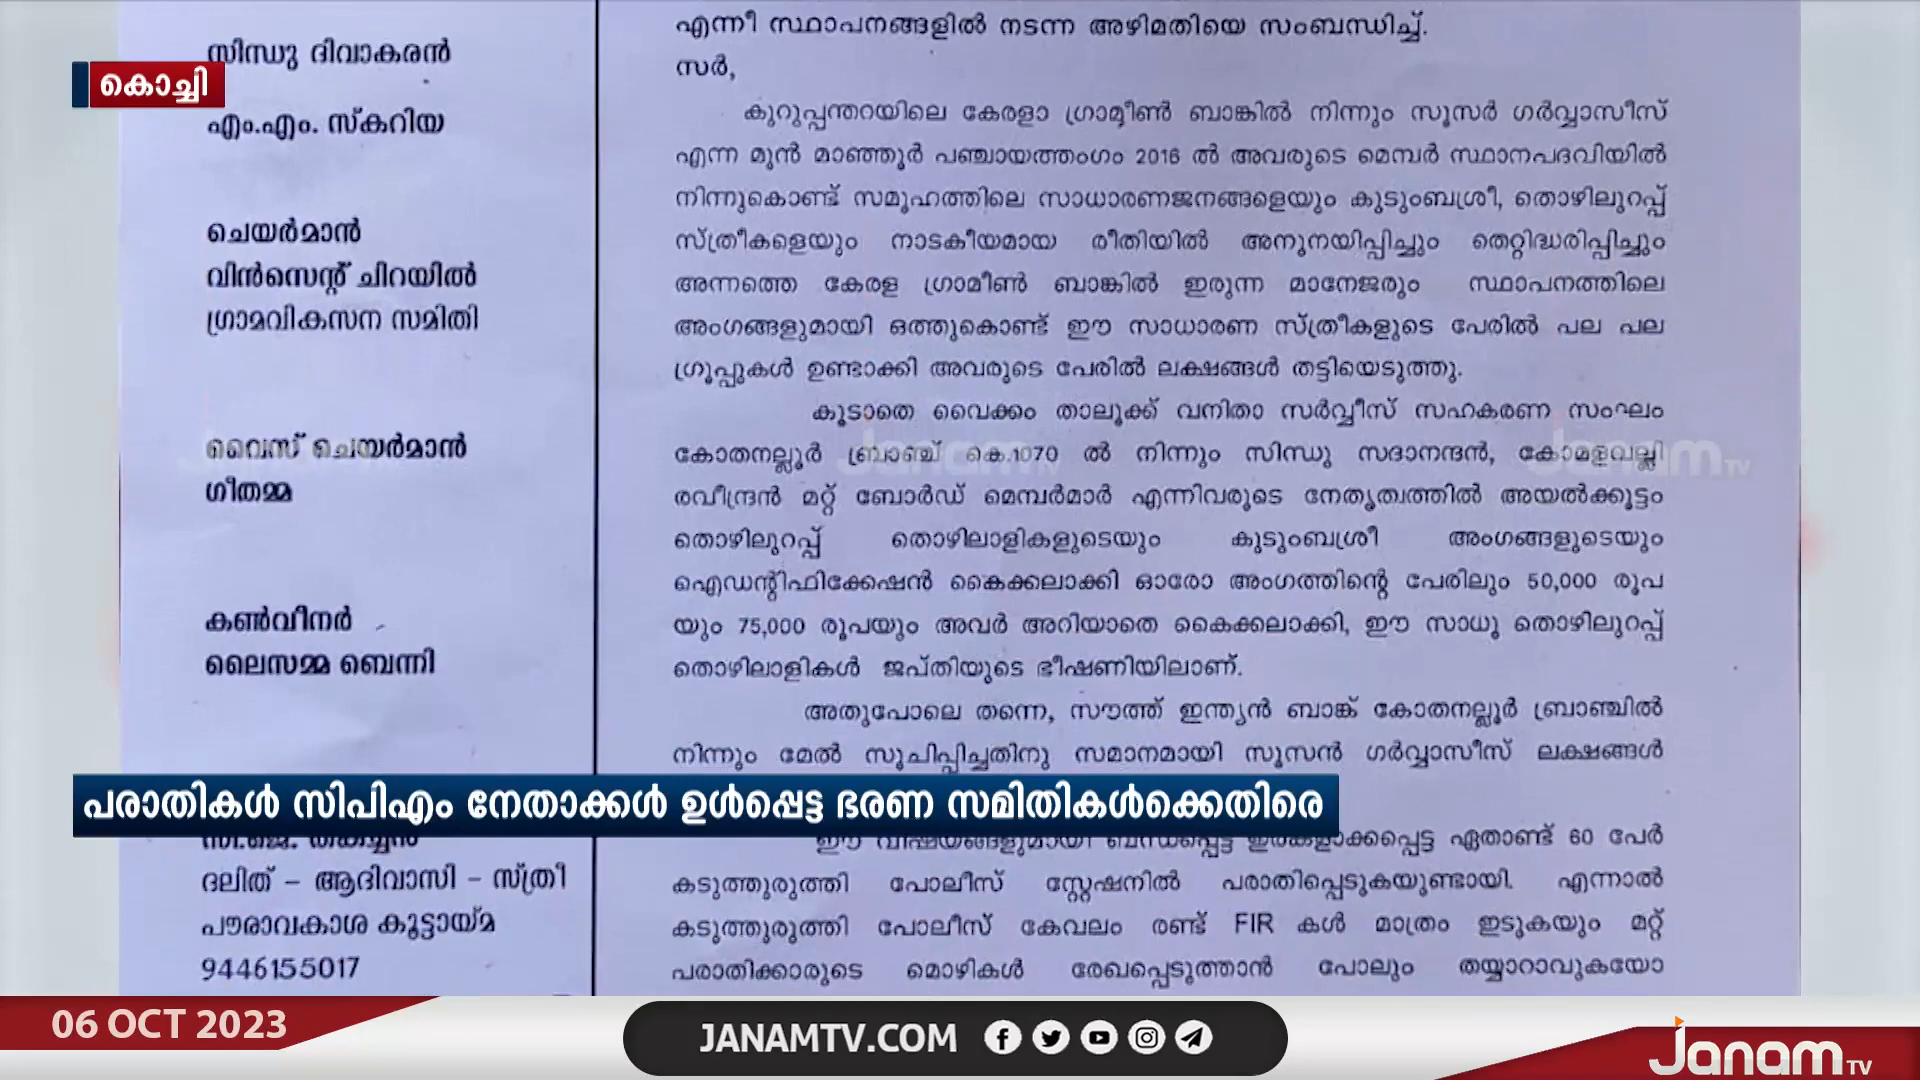 സിന്ധു ദിവാകരൻ
കൊച്ചി
എം.എം. സ്കറിയ
ചെയർമാൻ
വിൻസെന്റ് ചിറയിൽ
ഗ്രാമവികസന സമിതി
വൈസ് ചെയർമാൻ
ഗീതമ്മ
കൺവീനർ
ലൈസമ്മ ബെന്നി
ദലിത് – ആദിവാസി – സ്ത്രീ
പൗരാവകാശ കൂട്ടായ്മ
9446155017
എന്നീ സ്ഥാപനങ്ങളിൽ നടന്ന അഴിമതിയെ സംബന്ധിച്ച്.
സർ,
കുറുപ്പന്തറയിലെ കേരളാ ഗ്രാമീൺ ബാങ്കിൽ നിന്നും സൂസർ ഗർവ്വാസീസ്
എന്ന മുൻ മാഞ്ഞൂർ പഞ്ചായത്തംഗം 2016 ൽ അവരുടെ മെമ്പർ സ്ഥാനപദവിയിൽ
നിന്നുകൊണ്ട് സമൂഹത്തിലെ സാധാരണജനങ്ങളെയും കുടുംബശ്രീ, തൊഴിലുറപ്പ്
സ്ത്രീകളെയും നാടകീയമായ രീതിയിൽ അനുനയിപ്പിച്ചും തെറ്റിദ്ധരിപ്പിച്ചും
അന്നത്തെ കേരള ഗ്രാമീൺ ബാങ്കിൽ ഇരുന്ന മാനേജരും സ്ഥാപനത്തിലെ
അംഗങ്ങളുമായി ഒത്തുകൊണ്ട് ഈ സാധാരണ സ്ത്രീകളുടെ പേരിൽ പല പല
ഗ്രൂപ്പുകൾ ഉണ്ടാക്കി അവരുടെ പേരിൽ ലക്ഷങ്ങൾ തട്ടിയെടുത്തു.
കൂടാതെ വൈക്കം താലൂക്ക് വനിതാ സർവ്വീസ് സഹകരണ സംഘം
കോതനല്ലൂർ ബ്രാഞ്ച് കെ.1070 ൽ നിന്നും സിന്ധു സദാനന്ദൻ, കോമളവല്ലി
രവീന്ദ്രൻ മറ്റ് ബോർഡ് മെമ്പർമാർ എന്നിവരുടെ നേതൃത്വത്തിൽ അയൽക്കൂട്ടം
തൊഴിലുറപ്പ് തൊഴിലാളികളുടെയും കുടുംബശ്രീ അംഗങ്ങളുടെയും
ഐഡന്റിഫിക്കേഷൻ കൈക്കലാക്കി ഓരോ അംഗത്തിന്റെ പേരിലും 50,000 രൂപ
യും 75,000 രൂപയും അവർ അറിയാതെ കൈക്കലാക്കി, ഈ സാധു തൊഴിലുറപ്പ്
തൊഴിലാളികൾ ജപ്തിയുടെ ഭീഷണിയിലാണ്.
അതുപോലെ തന്നെ, സൗത്ത് ഇന്ത്യൻ ബാങ്ക് കോതനല്ലൂർ ബ്രാഞ്ചിൽ
നിന്നും മേൽ സൂചിപ്പിച്ചതിനു സമാനമായി സൂസൻ ഗർവ്വാസീസ് ലക്ഷങ്ങൾ
പരാതികൾ സിപിഎം നേതാക്കൾ ഉൾപ്പെട്ട ഭരണ സമിതികൾക്കെതിരെ
ഈ വിഷയങ്ങളുമായി ബന്ധപ്പെട്ട് ഇരകളാക്കപ്പെട്ട ഏതാണ്ട് 60 പേർ
കടുത്തുരുത്തി പോലീസ് സ്റ്റേഷനിൽ പരാതിപ്പെടുകയുണ്ടായി. എന്നാൽ
കടുത്തുരുത്തി പോലീസ് കേവലം രണ്ട് FIR കൾ മാത്രം ഇടുകയും മറ്റ്
പരാതിക്കാരുടെ മൊഴികൾ രേഖപ്പെടുത്താൻ പോലും തയ്യാറാവുകയോ
06 OCT 2023
JANAMTV.COM
Janam TV